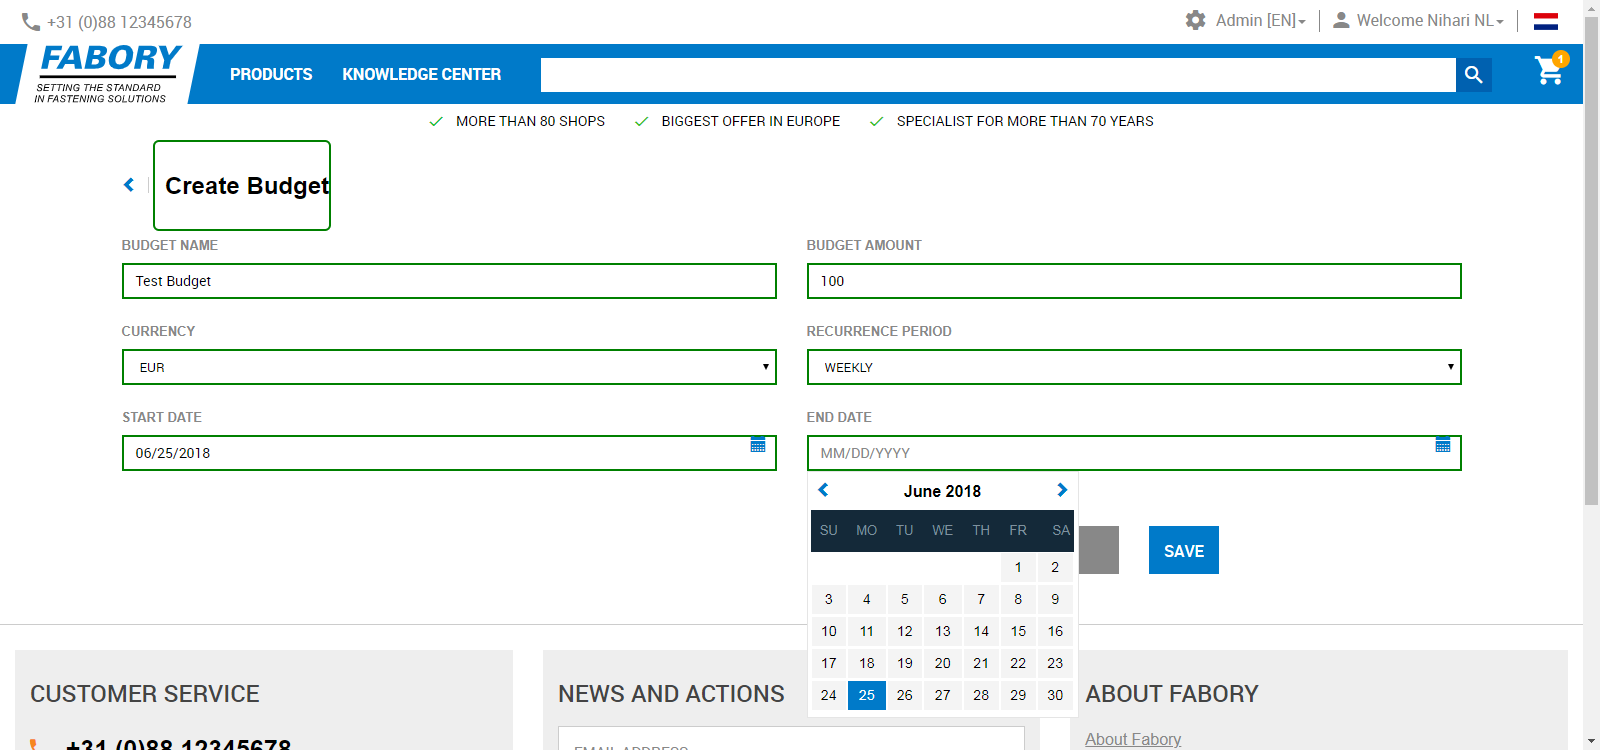 +31 (0)88 12345678
Admin [EN]
Welcome Nihari NL
FABORY
SETTING THE STANDARD
IN FASTENING SOLUTIONS
PRODUCTS
KNOWLEDGE CENTER
1
MORE THAN 80 SHOPS
BIGGEST OFFER IN EUROPE
SPECIALIST FOR MORE THAN 70 YEARS
Create Budget
BUDGET NAME
BUDGET AMOUNT
Test Budget
100
CURRENCY
RECURRENCE PERIOD
EUR
WEEKLY
START DATE
END DATE
06/25/2018
MM/DD/YYYY
June 2018
SU MO TU WE TH FR SA
1 2
3 4 5 6 7 8 9
10 11 12 13 14 15 16
17 18 19 20 21 22 23
24 25 26 27 28 29 30
SAVE
CUSTOMER SERVICE
NEWS AND ACTIONS
ABOUT FABORY
+31 (0)88 12345678
EMAIL ADDRESS
About Fabory